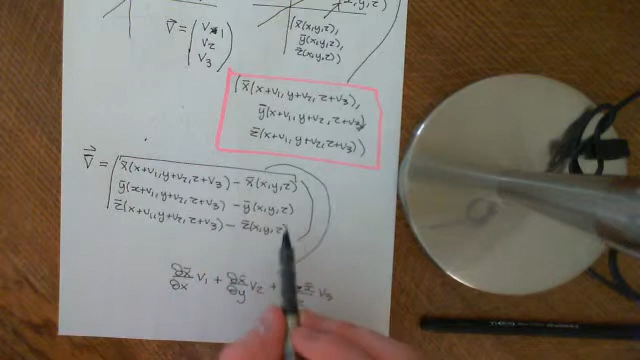 x,y,z)
(x̄(x,y,z),
ȳ(x,y,z),
z̄(x,y,z))
v⃗ = (v1
v2
v3)
(x̄(x+v1, y+v2, z+v3),
ȳ(x+v1, y+v2, z+v3),
z̄(x+v1, y+v2, z+v3))
v̄⃗ = (x̄(x+v1, y+v2, z+v3) − x̄(x,y,z)
ȳ(x+v1, y+v2, z+v3) − ȳ(x,y,z)
z̄(x+v1, y+v2, z+v3) − z̄(x,y,z))
∂x̄/∂x v1 + ∂x̄/∂y v2 + v3